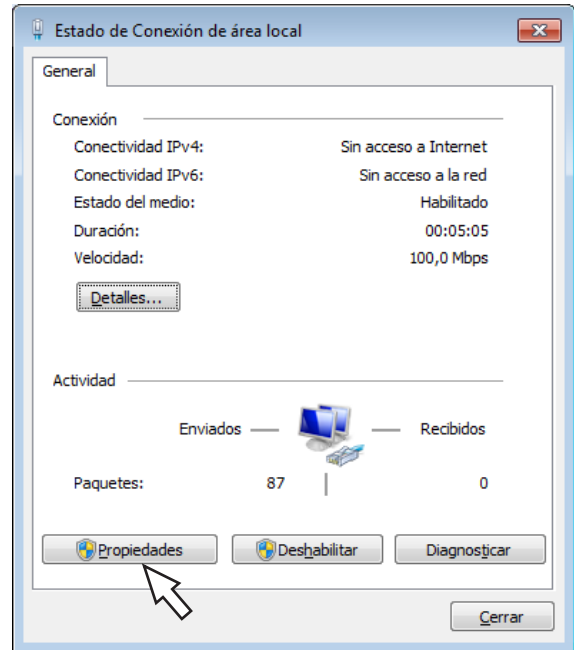 Estado de Conexión de área local
General
Conexión
Conectividad IPv4: Sin acceso a Internet
Conectividad IPv6: Sin acceso a la red
Estado del medio: Habilitado
Duración: 00:05:05
Velocidad: 100,0 Mbps
Detalles...
Actividad
Enviados Recibidos
Paquetes: 87 0
Propiedades Deshabilitar Diagnosticar
Cerrar